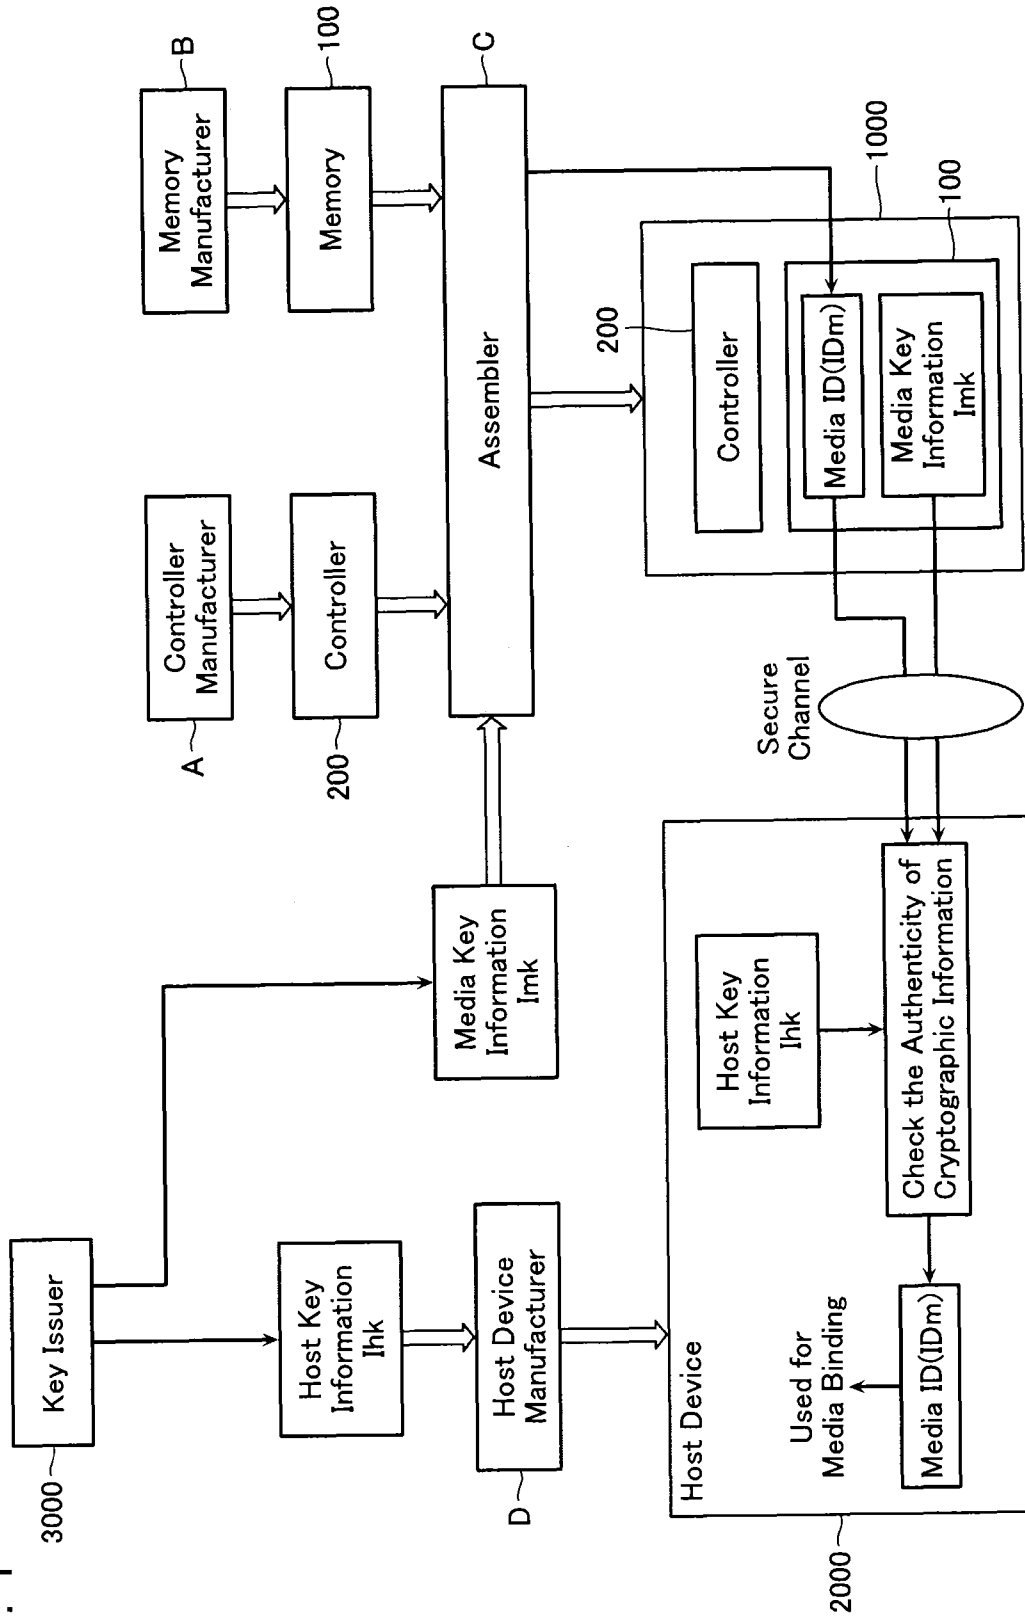 3000
Key Issuer
Host Key
Information
Ihk
D
Host Device
Manufacturer
Media Key
Information
Imk
A
Controller
Manufacturer
200
Controller
B
Memory
Manufacturer
100
Memory
C
Assembler
2000
Host Device
Host Key
Information
Ihk
Check the Authenticity of
Cryptographic Information
Used for
Media Binding
Media ID(IDm)
Secure
Channel
1000
200
Controller
100
Media ID(IDm)
Media Key
Information
Imk